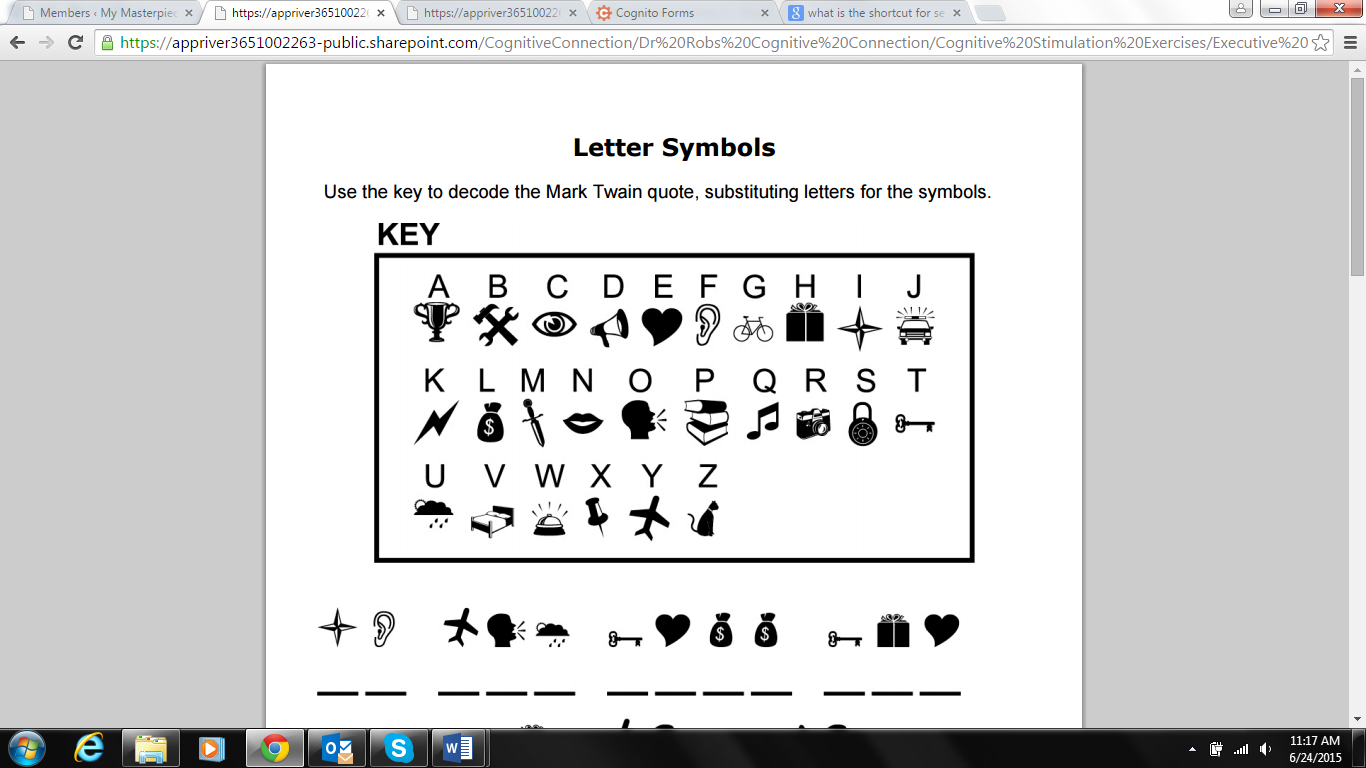 Members ‹ My Masterpiec
https://appriver365100226
https://appriver365100226
Cognito Forms
what is the shortcut for se
https://appriver3651002263-public.sharepoint.com/CognitiveConnection/Dr%20Robs%20Cognitive%20Connection/Cognitive%20Stimulation%20Exercises/Executive%20
Letter Symbols
Use the key to decode the Mark Twain quote, substituting letters for the symbols.
KEY
A B C D E F G H I J
K L M N O P Q R S T
U V W X Y Z
11:17 AM
6/24/2015